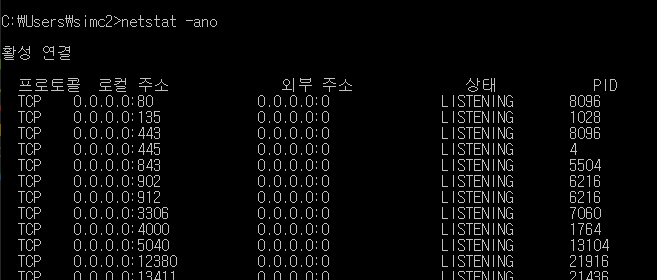 C:\Users\simc2>netstat -ano
활성 연결
프로토콜 로컬 주소 외부 주소 상태 PID
TCP 0.0.0.0:80 0.0.0.0:0 LISTENING 8096
TCP 0.0.0.0:135 0.0.0.0:0 LISTENING 1028
TCP 0.0.0.0:443 0.0.0.0:0 LISTENING 8096
TCP 0.0.0.0:445 0.0.0.0:0 LISTENING 4
TCP 0.0.0.0:843 0.0.0.0:0 LISTENING 5504
TCP 0.0.0.0:902 0.0.0.0:0 LISTENING 6216
TCP 0.0.0.0:912 0.0.0.0:0 LISTENING 6216
TCP 0.0.0.0:3306 0.0.0.0:0 LISTENING 7060
TCP 0.0.0.0:4000 0.0.0.0:0 LISTENING 1764
TCP 0.0.0.0:5040 0.0.0.0:0 LISTENING 13104
TCP 0.0.0.0:12380 0.0.0.0:0 LISTENING 21916
TCP 0.0.0.0:13411 0.0.0.0:0 LISTENING 21436